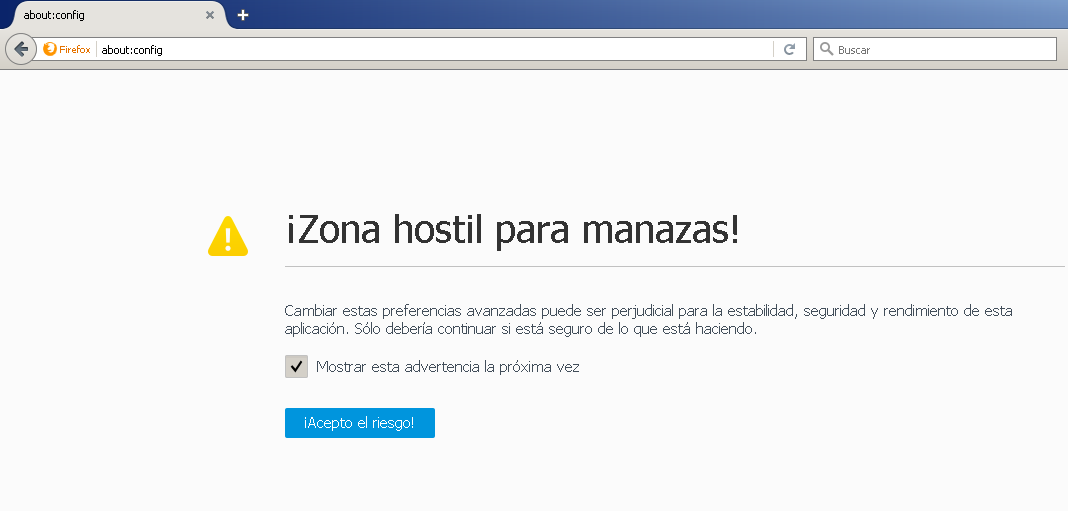 about:config
Firefox about:config Buscar
¡Zona hostil para manazas!
Cambiar estas preferencias avanzadas puede ser perjudicial para la estabilidad, seguridad y rendimiento de esta
aplicación. Sólo debería continuar si está seguro de lo que está haciendo.
Mostrar esta advertencia la próxima vez
¡Acepto el riesgo!